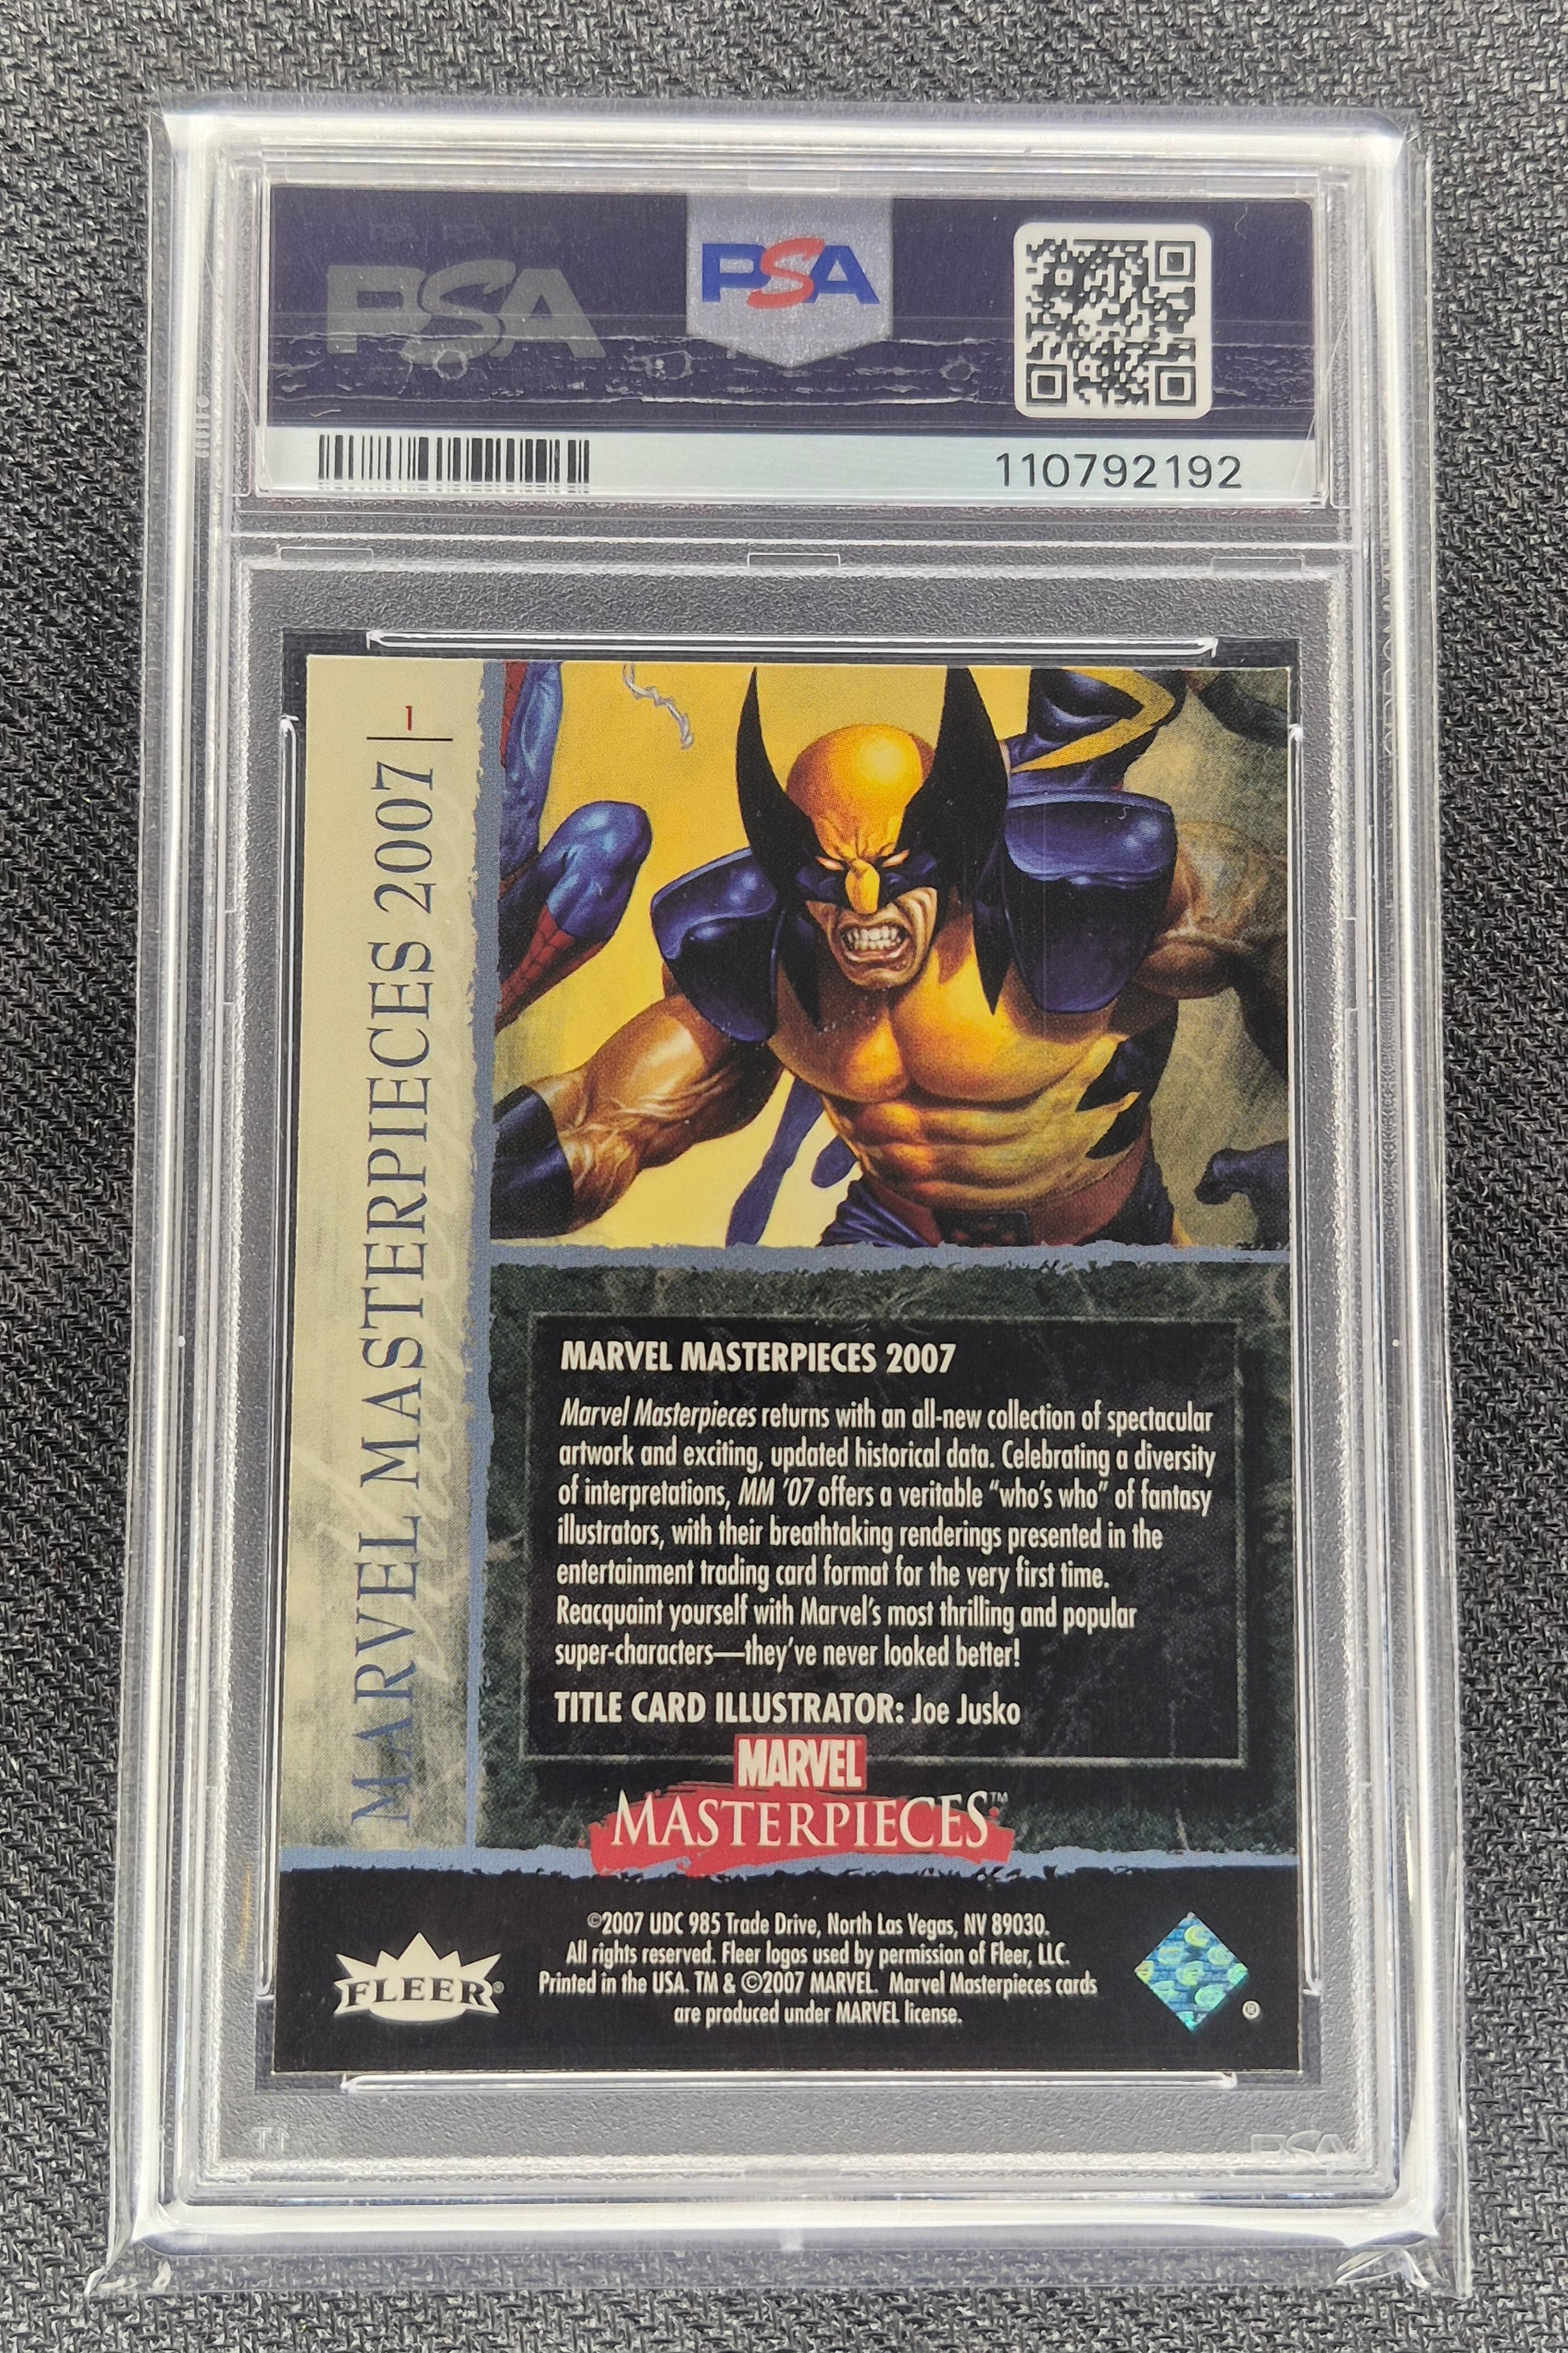 PSA
PSA
110792192
MARVEL MASTERPIECES 2007 | 1
MARVEL MASTERPIECES 2007
Marvel Masterpieces returns with an all-new collection of spectacular
artwork and exciting, updated historical data. Celebrating a diversity
of interpretations, MM '07 offers a veritable "who's who" of fantasy
illustrators, with their breathtaking renderings presented in the
entertainment trading card format for the very first time.
Reacquaint yourself with Marvel's most thrilling and popular
super-characters—they've never looked better!
TITLE CARD ILLUSTRATOR: Joe Jusko
MARVEL
MASTERPIECES™
©2007 UDC 985 Trade Drive, North Las Vegas, NV 89030.
All rights reserved. Fleer logos used by permission of Fleer, LLC.
Printed in the USA. TM & ©2007 MARVEL. Marvel Masterpieces cards
are produced under MARVEL license.
FLEER®
®
PSA